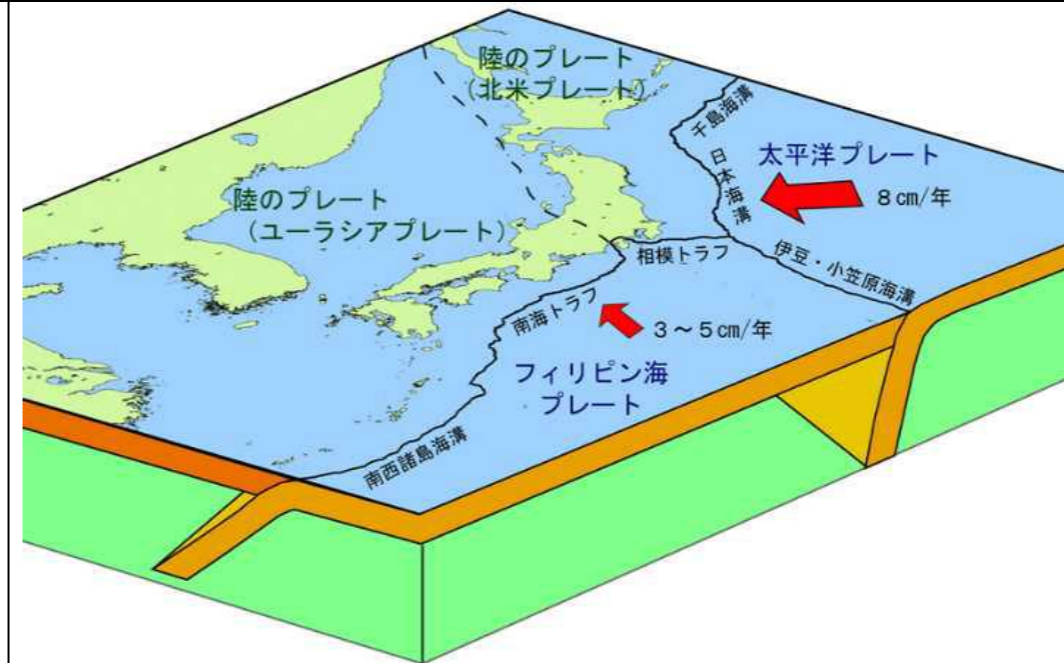 陸のプレート
（北米プレート）
千島海溝
太平洋プレート
日本海溝
8㎝/年
陸のプレート
（ユーラシアプレート）
相模トラフ
伊豆・小笠原海溝
南海トラフ
3～5㎝/年
フィリピン海
プレート
南西諸島海溝